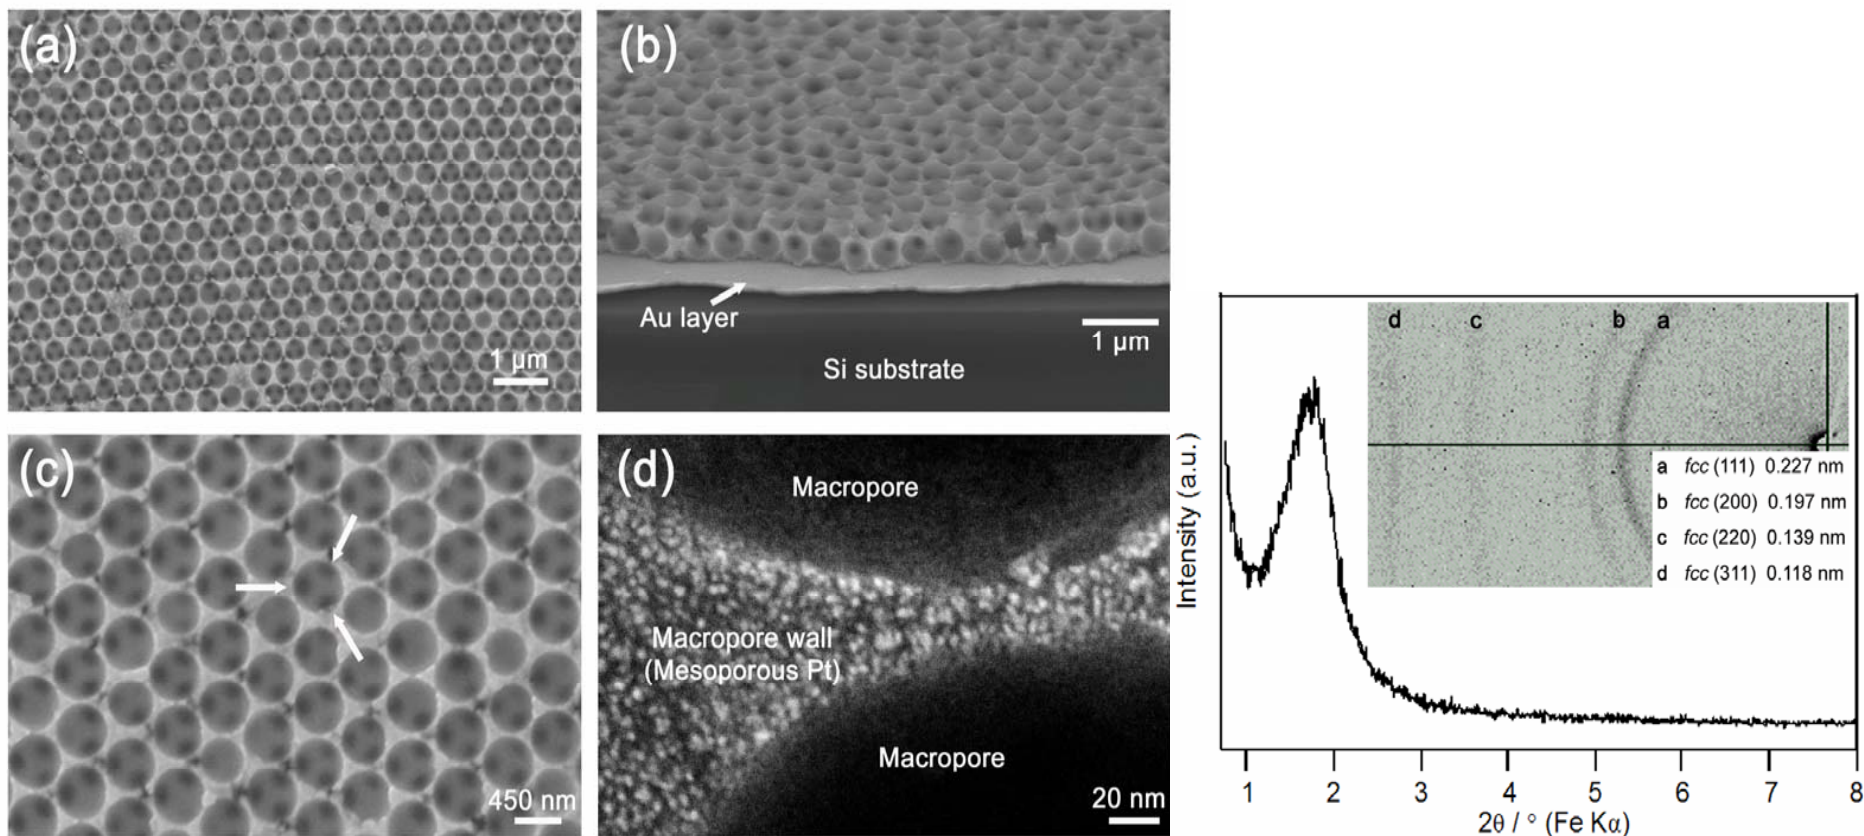 (a)
1 µm
(b)
Au layer
1 µm
Si substrate
(c)
450 nm
(d)
Macropore
Macropore wall
(Mesoporous Pt)
Macropore
20 nm
d c b a
a fcc (111) 0.227 nm
b fcc (200) 0.197 nm
c fcc (220) 0.139 nm
d fcc (311) 0.118 nm
Intensity (a.u.)
1 2 3 4 5 6 7 8
2θ / ° (Fe Kα)